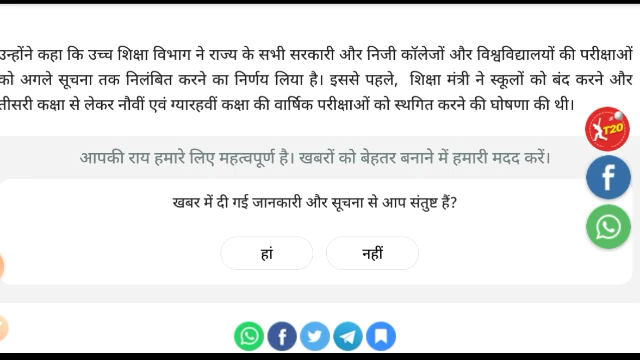 उन्होंने कहा कि उच्च शिक्षा विभाग ने राज्य के सभी सरकारी और निजी कॉलेजों और विश्वविद्यालयों की परीक्षाओं
को अगले सूचना तक निलंबित करने का निर्णय लिया है। इससे पहले, शिक्षा मंत्री ने स्कूलों को बंद करने और
तीसरी कक्षा से लेकर नौवीं एवं ग्यारहवीं कक्षा की वार्षिक परीक्षाओं को स्थगित करने की घोषणा की थी।
T20
आपकी राय हमारे लिए महत्वपूर्ण है। खबरों को बेहतर बनाने में हमारी मदद करें।
खबर में दी गई जानकारी और सूचना से आप संतुष्ट हैं?
हां नहीं